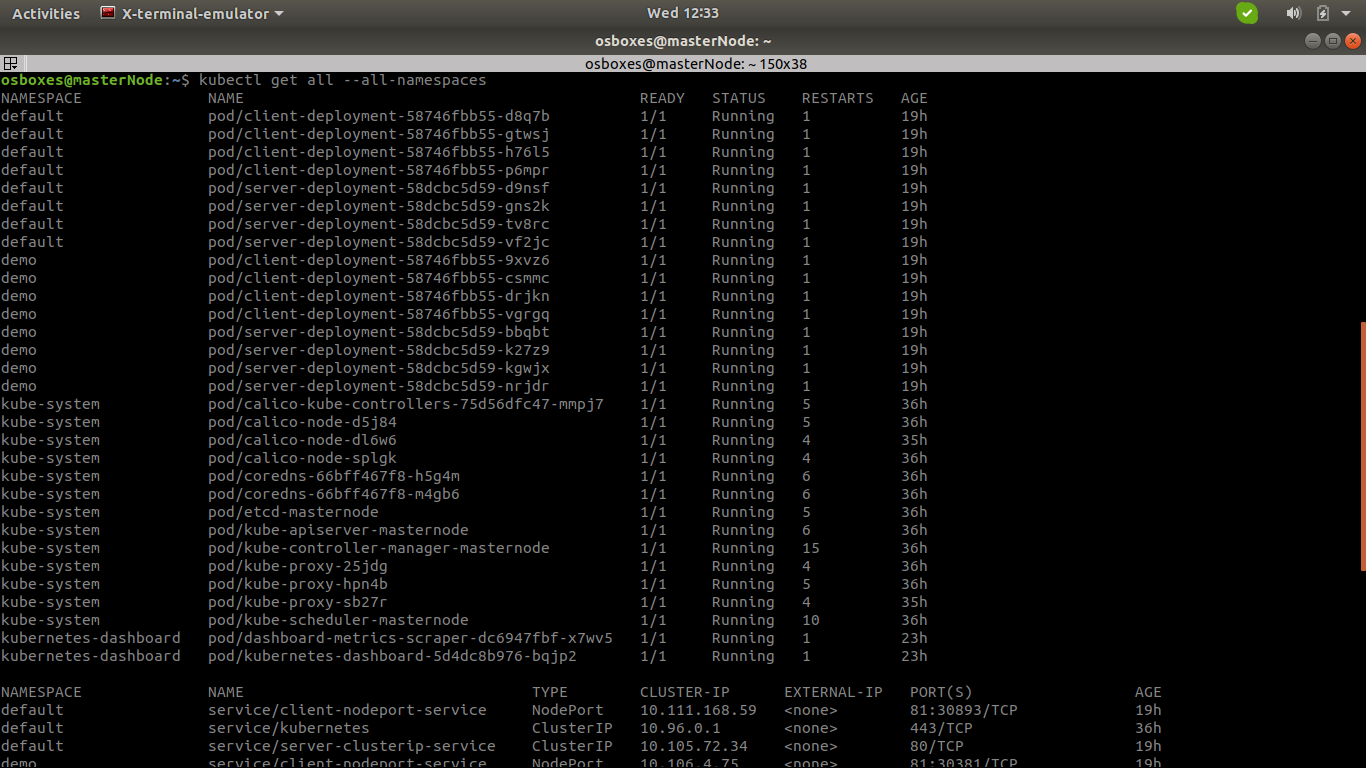 Activities X-terminal-emulator Wed 12:33
osboxes@masterNode: ~
osboxes@masterNode: ~ 150x38
osboxes@masterNode:~$ kubectl get all --all-namespaces
NAMESPACE NAME READY STATUS RESTARTS AGE
default pod/client-deployment-58746fbb55-d8q7b 1/1 Running 1 19h
default pod/client-deployment-58746fbb55-gtwsj 1/1 Running 1 19h
default pod/client-deployment-58746fbb55-h76l5 1/1 Running 1 19h
default pod/client-deployment-58746fbb55-p6mpr 1/1 Running 1 19h
default pod/server-deployment-58dcbc5d59-d9nsf 1/1 Running 1 19h
default pod/server-deployment-58dcbc5d59-gns2k 1/1 Running 1 19h
default pod/server-deployment-58dcbc5d59-tv8rc 1/1 Running 1 19h
default pod/server-deployment-58dcbc5d59-vf2jc 1/1 Running 1 19h
demo pod/client-deployment-58746fbb55-9xvz6 1/1 Running 1 19h
demo pod/client-deployment-58746fbb55-csmmc 1/1 Running 1 19h
demo pod/client-deployment-58746fbb55-drjkn 1/1 Running 1 19h
demo pod/client-deployment-58746fbb55-vgrgq 1/1 Running 1 19h
demo pod/server-deployment-58dcbc5d59-bbqbt 1/1 Running 1 19h
demo pod/server-deployment-58dcbc5d59-k27z9 1/1 Running 1 19h
demo pod/server-deployment-58dcbc5d59-kgwjx 1/1 Running 1 19h
demo pod/server-deployment-58dcbc5d59-nrjdr 1/1 Running 1 19h
kube-system pod/calico-kube-controllers-75d56dfc47-mmpj7 1/1 Running 5 36h
kube-system pod/calico-node-d5j84 1/1 Running 5 36h
kube-system pod/calico-node-dl6w6 1/1 Running 4 35h
kube-system pod/calico-node-splgk 1/1 Running 4 36h
kube-system pod/coredns-66bff467f8-h5g4m 1/1 Running 6 36h
kube-system pod/coredns-66bff467f8-m4gb6 1/1 Running 6 36h
kube-system pod/etcd-masternode 1/1 Running 5 36h
kube-system pod/kube-apiserver-masternode 1/1 Running 6 36h
kube-system pod/kube-controller-manager-masternode 1/1 Running 15 36h
kube-system pod/kube-proxy-25jdg 1/1 Running 4 36h
kube-system pod/kube-proxy-hpn4b 1/1 Running 5 36h
kube-system pod/kube-proxy-sb27r 1/1 Running 4 35h
kube-system pod/kube-scheduler-masternode 1/1 Running 10 36h
kubernetes-dashboard pod/dashboard-metrics-scraper-dc6947fbf-x7wv5 1/1 Running 1 23h
kubernetes-dashboard pod/kubernetes-dashboard-5d4dc8b976-bqjp2 1/1 Running 1 23h
NAMESPACE NAME TYPE CLUSTER-IP EXTERNAL-IP PORT(S) AGE
default service/client-nodeport-service NodePort 10.111.168.59 <none> 81:30893/TCP 19h
default service/kubernetes ClusterIP 10.96.0.1 <none> 443/TCP 36h
default service/server-clusterip-service ClusterIP 10.105.72.34 <none> 80/TCP 19h
demo service/client-nodeport-service NodePort 10.106.4.75 <none> 81:30381/TCP 19h